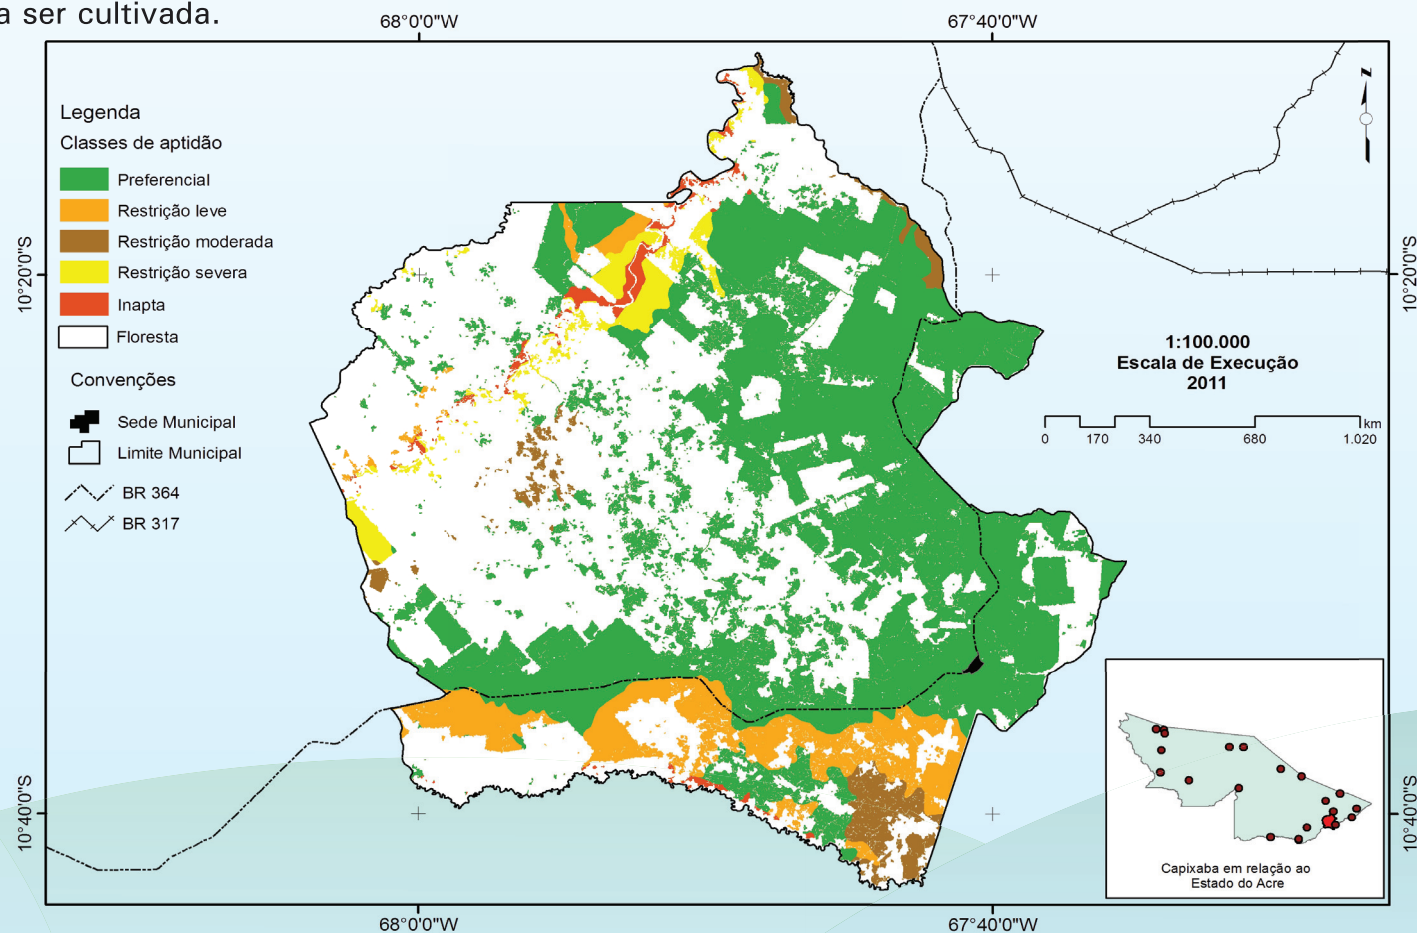 a ser cultivada.
68°0'0"W
67°40'0"W
Legenda
Classes de aptidão
Preferencial
Restrição leve
Restrição moderada
Restrição severa
Inapta
Floresta
Convenções
Sede Municipal
Limite Municipal
BR 364
BR 317
10°20'0"S
10°20'0"S
z
1:100.000
Escala de Execução
2011
km
0 170 340 680 1.020
10°40'0"S
10°40'0"S
Capixaba em relação ao
Estado do Acre
68°0'0"W
67°40'0"W